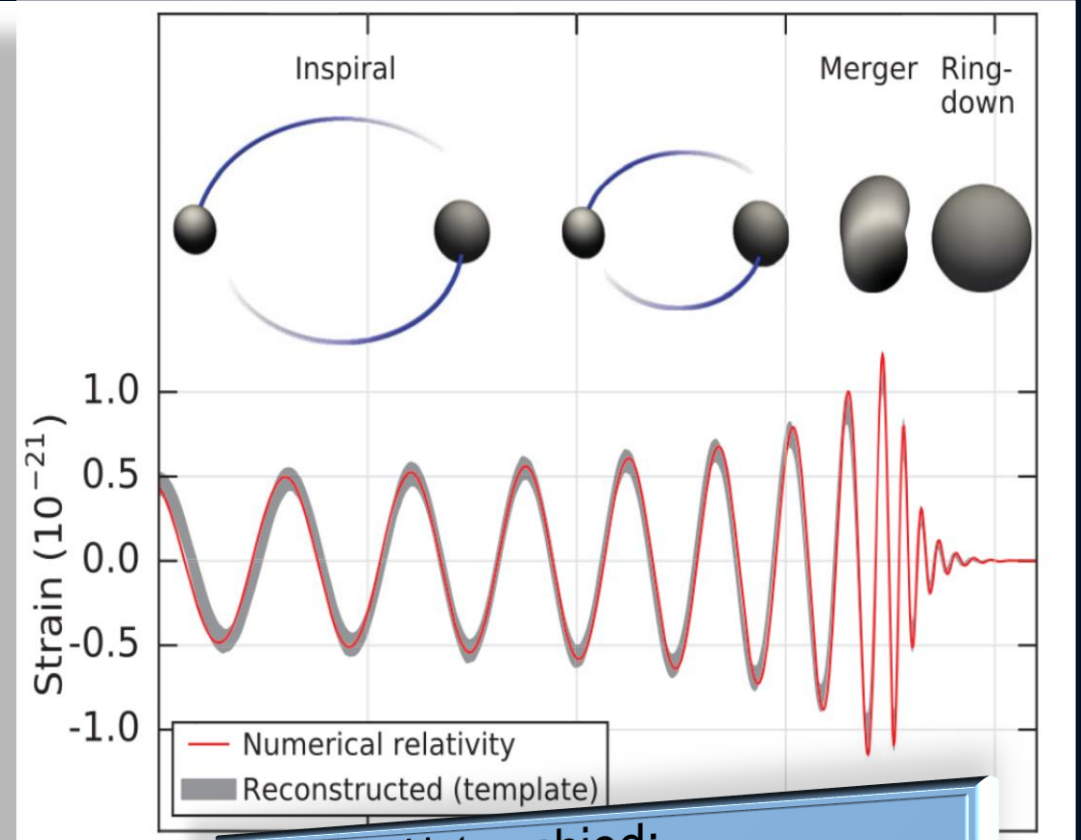 Inspiral
Merger
Ring-
down
Strain (10⁻²¹)
1.0
0.5
0.0
-0.5
-1.0
Numerical relativity
Reconstructed (template)